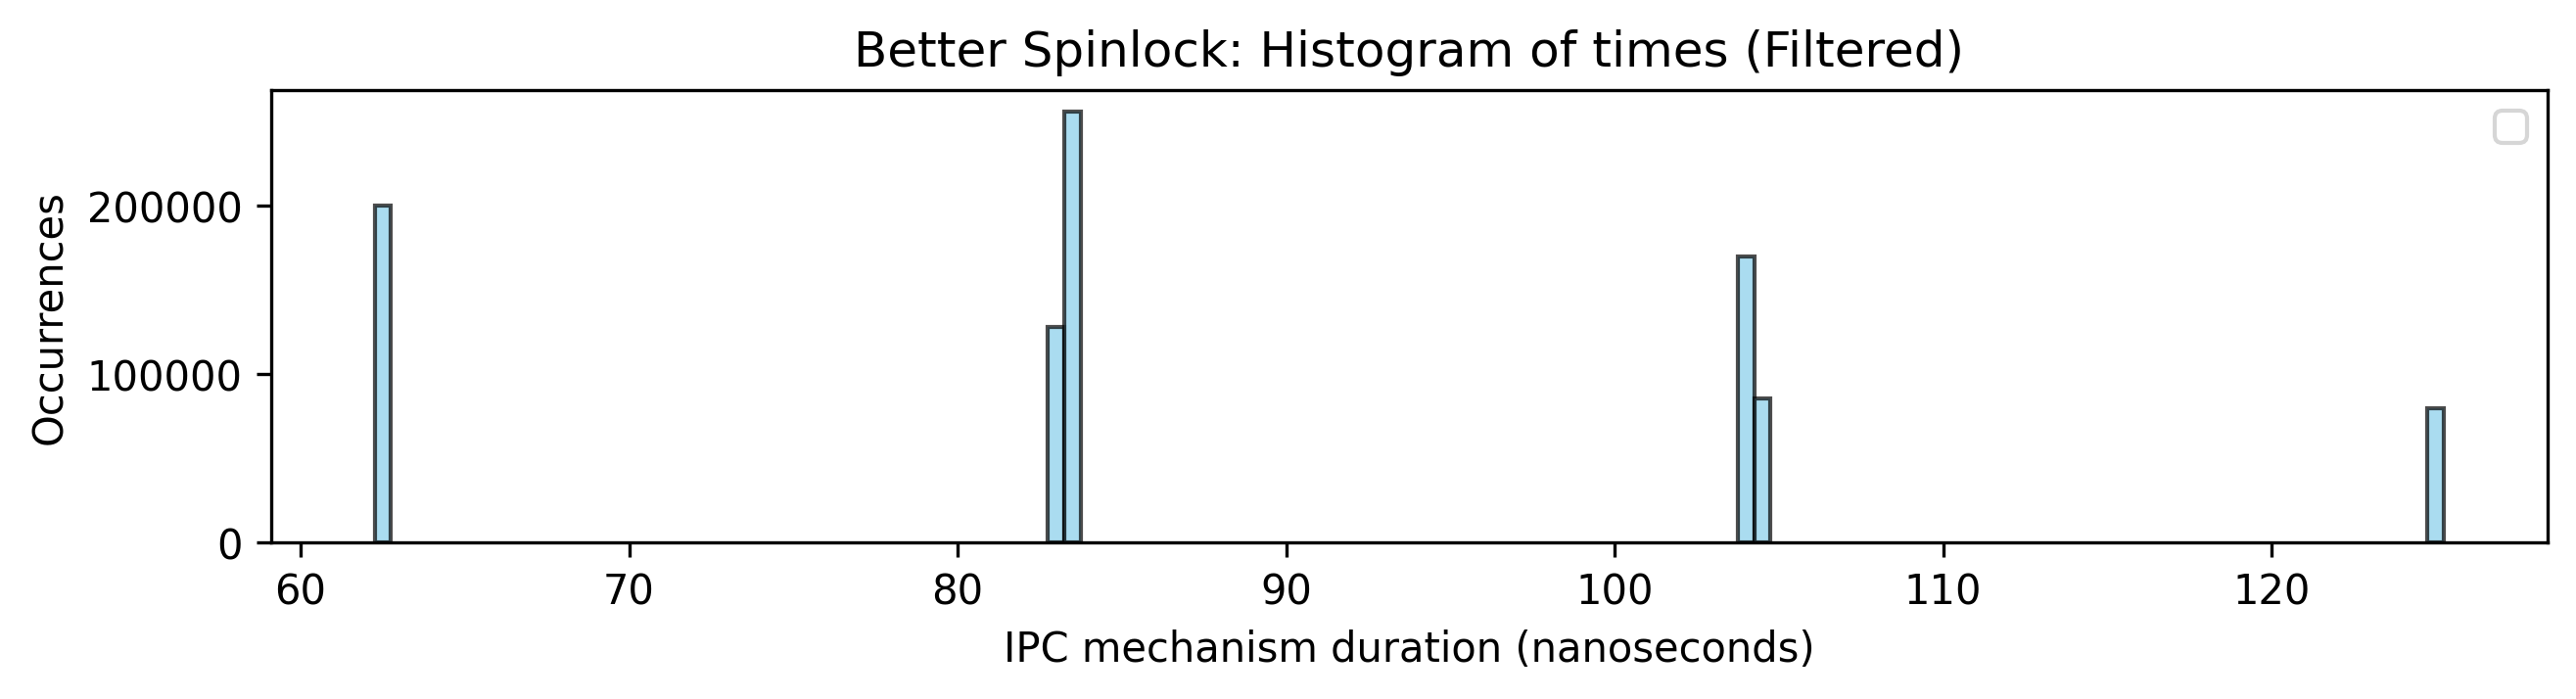 Better Spinlock: Histogram of times (Filtered)
Occurrences
200000
100000
0
60 70 80 90 100 110 120
IPC mechanism duration (nanoseconds)